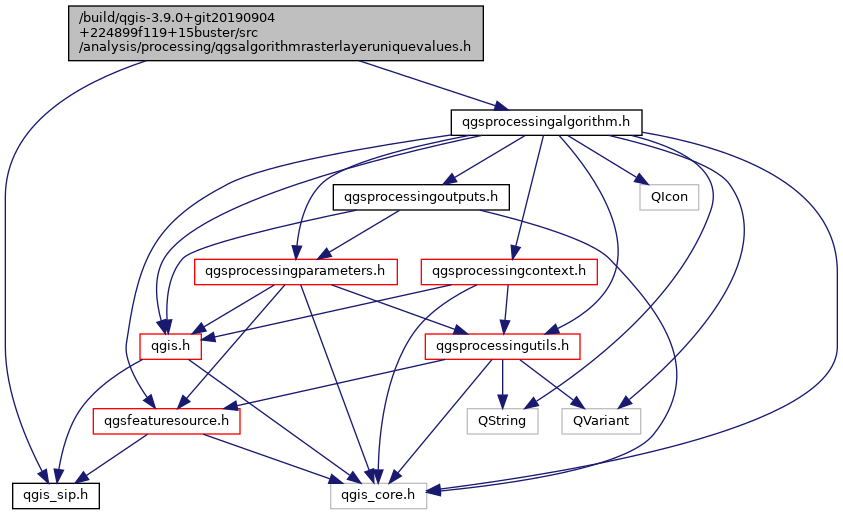 /build/qgis-3.9.0+git20190904
+224899f119+15buster/src
/analysis/processing/qgsalgorithmrasterlayeruniquevalues.h
qgsprocessingalgorithm.h
qgsprocessingoutputs.h
QIcon
qgsprocessingparameters.h
qgsprocessingcontext.h
qgis.h
qgsprocessingutils.h
qgsfeaturesource.h
QString
QVariant
qgis_sip.h
qgis_core.h